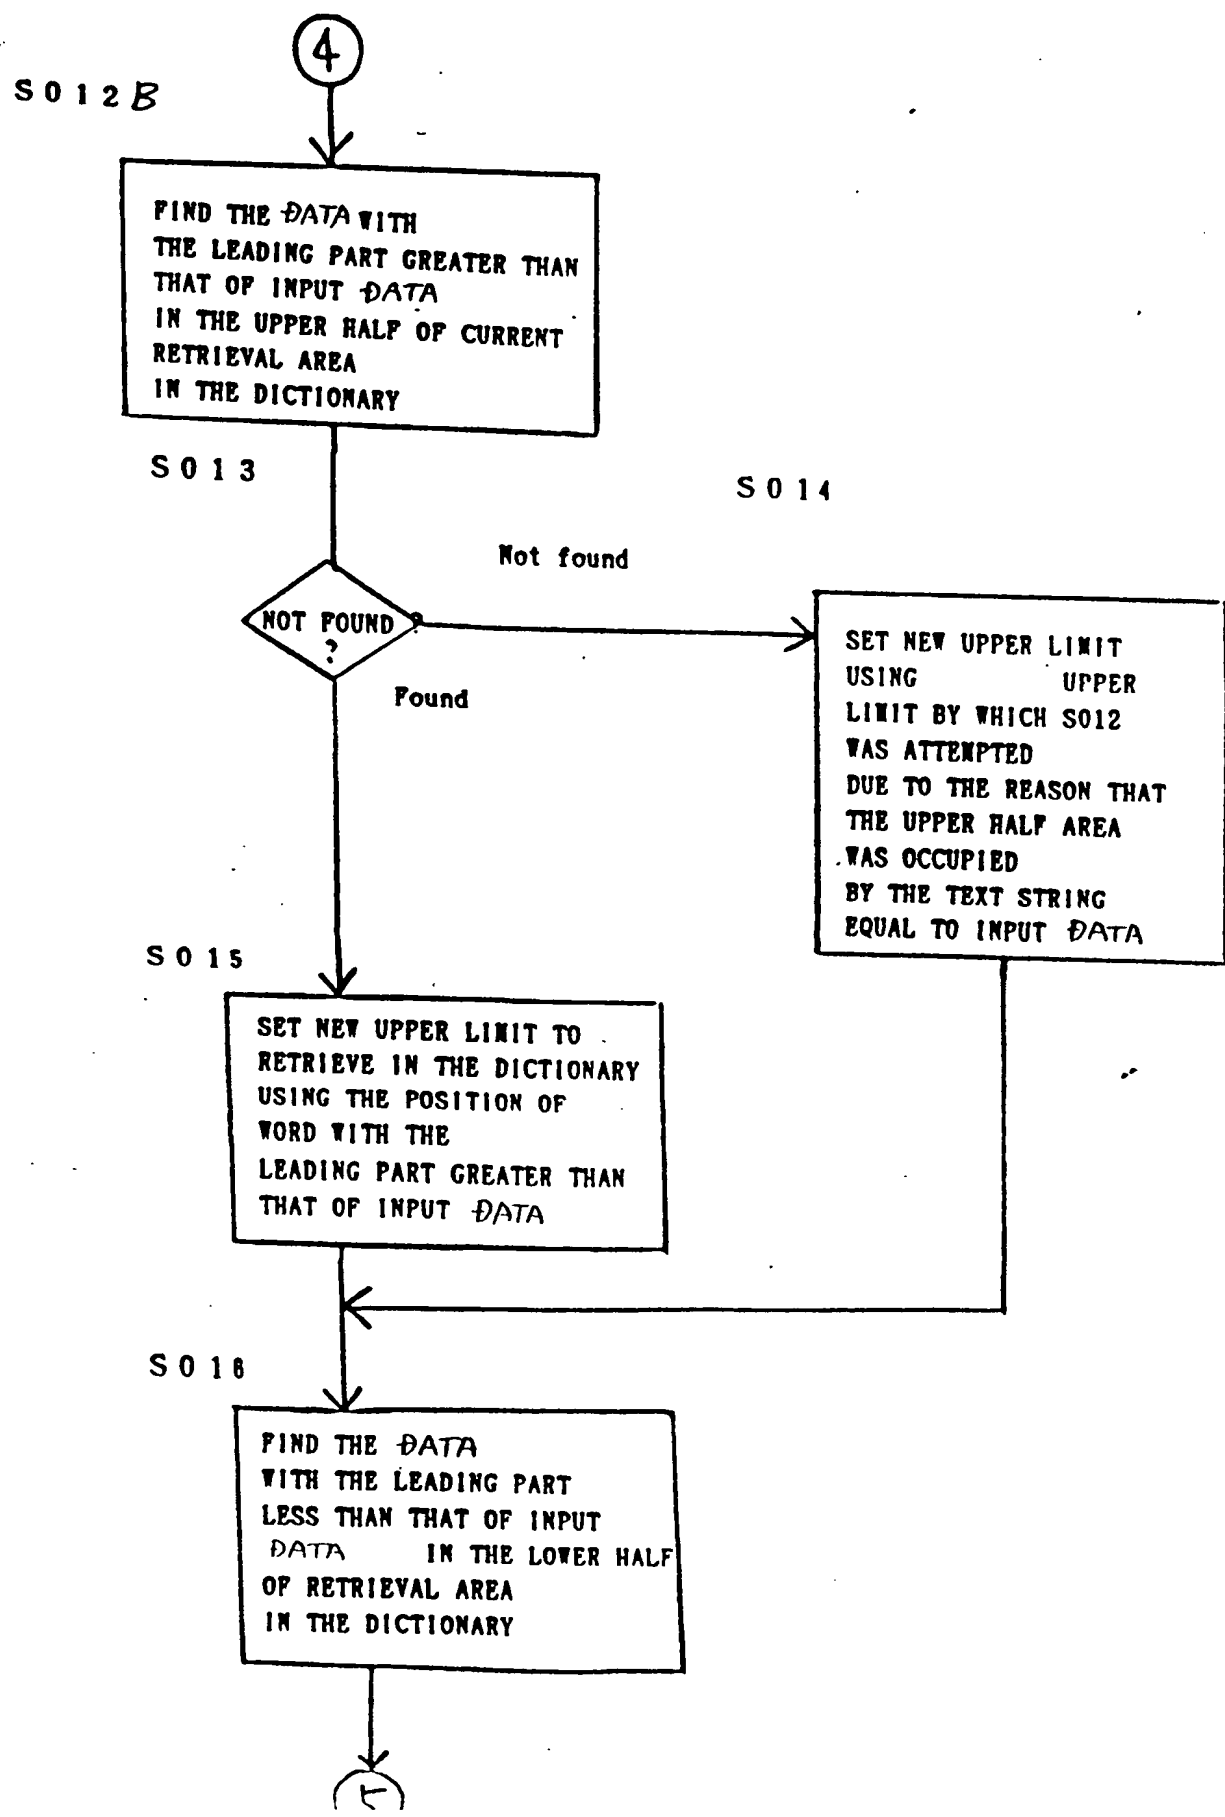 4
S012B
FIND THE DATA WITH
THE LEADING PART GREATER THAN
THAT OF INPUT DATA
IN THE UPPER HALF OF CURRENT
RETRIEVAL AREA
IN THE DICTIONARY
S013
S014
Not found
NOT FOUND ?
?
Found
SET NEW UPPER LIMIT
USING UPPER
LIMIT BY WHICH S012
WAS ATTEMPTED
DUE TO THE REASON THAT
THE UPPER HALF AREA
WAS OCCUPIED
BY THE TEXT STRING
EQUAL TO INPUT DATA
S015
SET NEW UPPER LIMIT TO
RETRIEVE IN THE DICTIONARY
USING THE POSITION OF
WORD WITH THE
LEADING PART GREATER THAN
THAT OF INPUT DATA
S016
FIND THE DATA
WITH THE LEADING PART
LESS THAN THAT OF INPUT
DATA IN THE LOWER HALF
OF RETRIEVAL AREA
IN THE DICTIONARY
5